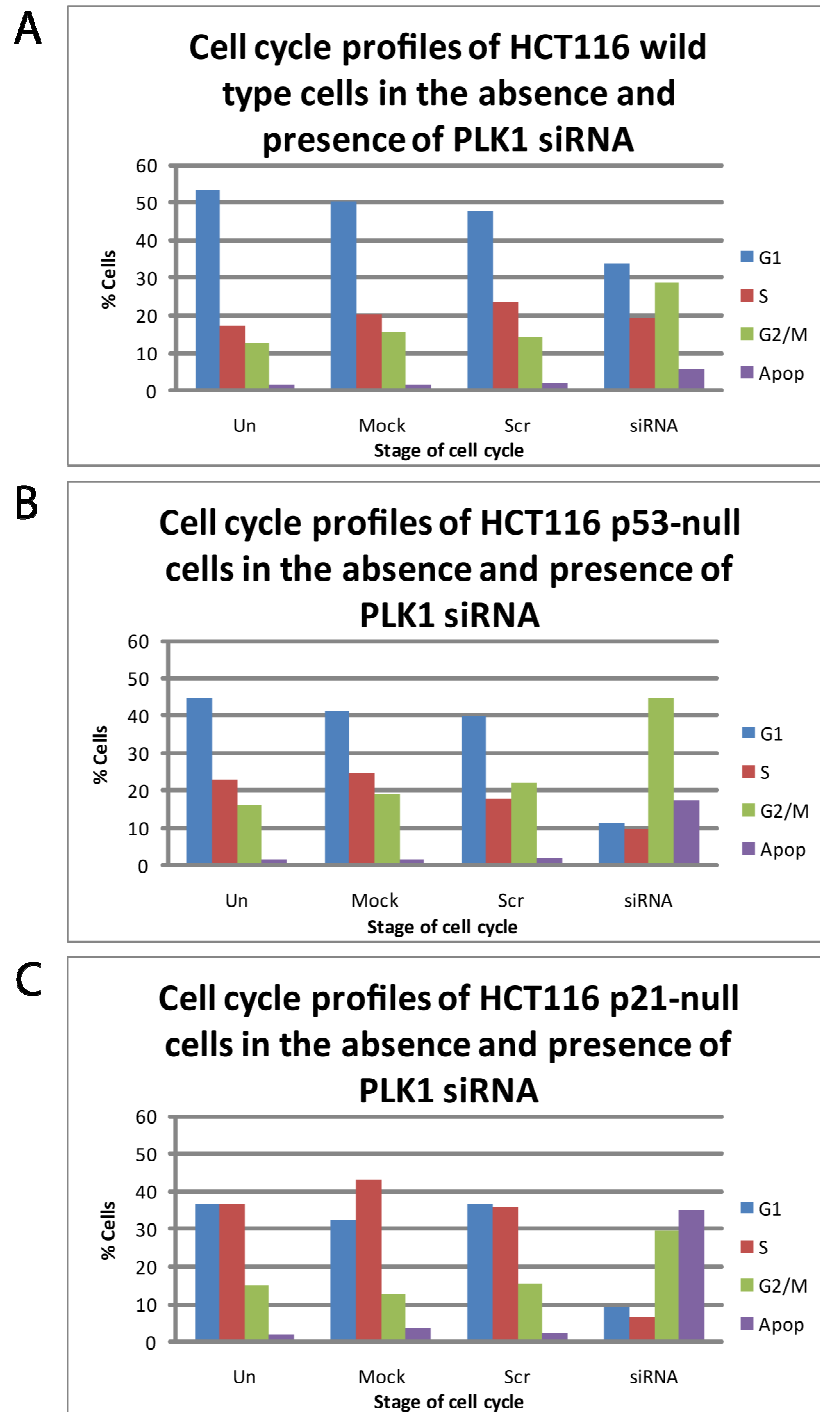 A
Cell cycle profiles of HCT116 wild
type cells in the absence and
presence of PLK1 siRNA
60
50
40
30
20
10
0
% Cells
Un Mock Scr siRNA
Stage of cell cycle
G1
S
G2/M
Apop
B
Cell cycle profiles of HCT116 p53-null
cells in the absence and presence of
PLK1 siRNA
60
50
40
30
20
10
0
% Cells
Un Mock Scr siRNA
Stage of cell cycle
G1
S
G2/M
Apop
C
Cell cycle profiles of HCT116 p21-null
cells in the absence and presence of
PLK1 siRNA
60
50
40
30
20
10
0
% Cells
Un Mock Scr siRNA
Stage of cell cycle
G1
S
G2/M
Apop